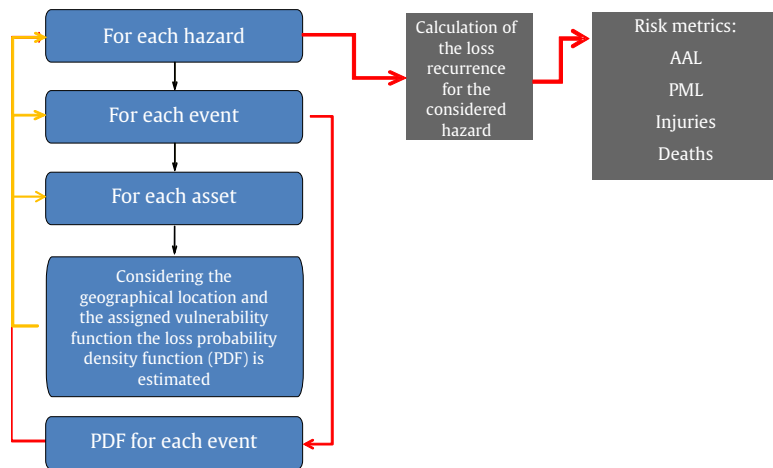 For each hazard
For each event
For each asset
Considering the
geographical location and
the assigned vulnerability
function the loss probability
density function (PDF) is
estimated
PDF for each event
Calculation of
the loss
recurrence
for the
considered
hazard
Risk metrics:
AAL
PML
Injuries
Deaths